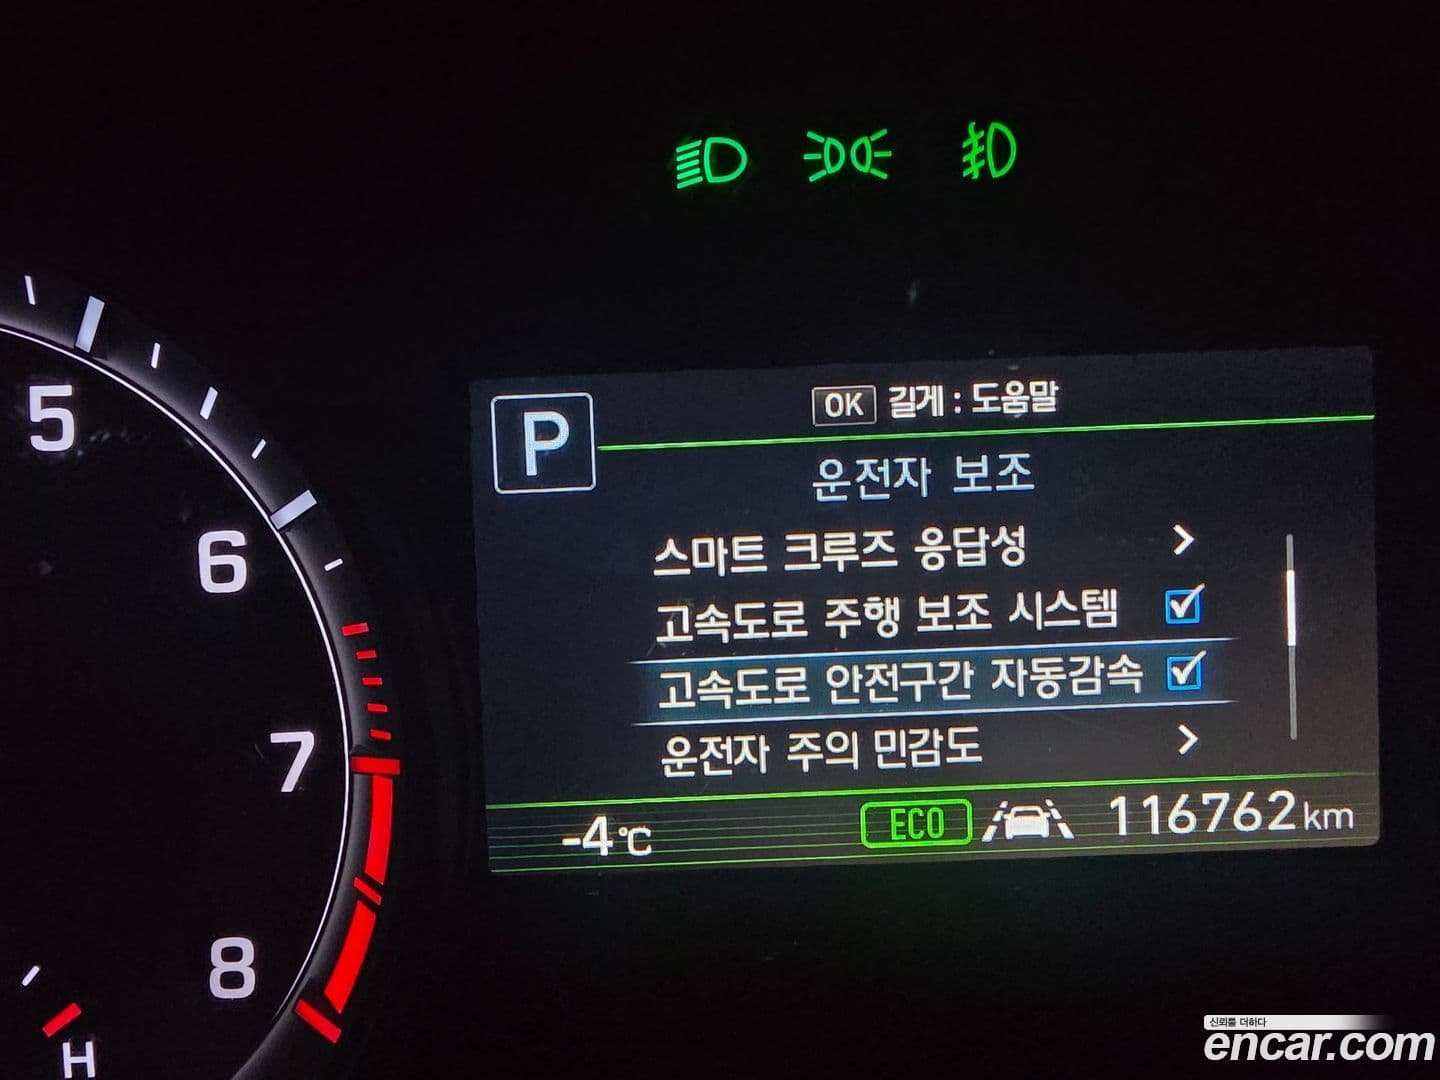 OK 길게 : 도움말
P
운전자 보조
스마트 크루즈 응답성
고속도로 주행 보조 시스템
고속도로 안전구간 자동감속
운전자 주의 민감도
-4℃ ECO 116762 km
5
6
7
8
H
신뢰를 더하다
encar.com